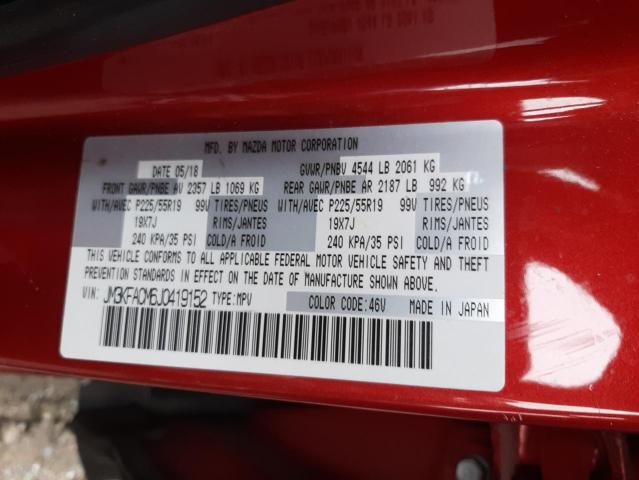 MFD. BY MAZDA MOTOR CORPORATION
DATE 05/18 GVWR/PNBV 4544 LB 2061 KG
FRONT GAWR/PNBE AV 2357 LB 1069 KG REAR GAWR/PNBE AR 2187 LB 992 KG
WITH/AVEC P225/55R19 99V TIRES/PNEUS WITH/AVEC P225/55R19 99V TIRES/PNEUS
19X7J RIMS/JANTES 19X7J RIMS/JANTES
240 KPA/35 PSI COLD/A FROID 240 KPA/35 PSI COLD/A FROID
THIS VEHICLE CONFORMS TO ALL APPLICABLE FEDERAL MOTOR VEHICLE SAFETY AND THEFT
PREVENTION STANDARDS IN EFFECT ON THE DATE OF MANUFACTURE SHOWN ABOVE.
VIN: JM3KFACM6J0419152 TYPE:MPV COLOR CODE:46V MADE IN JAPAN